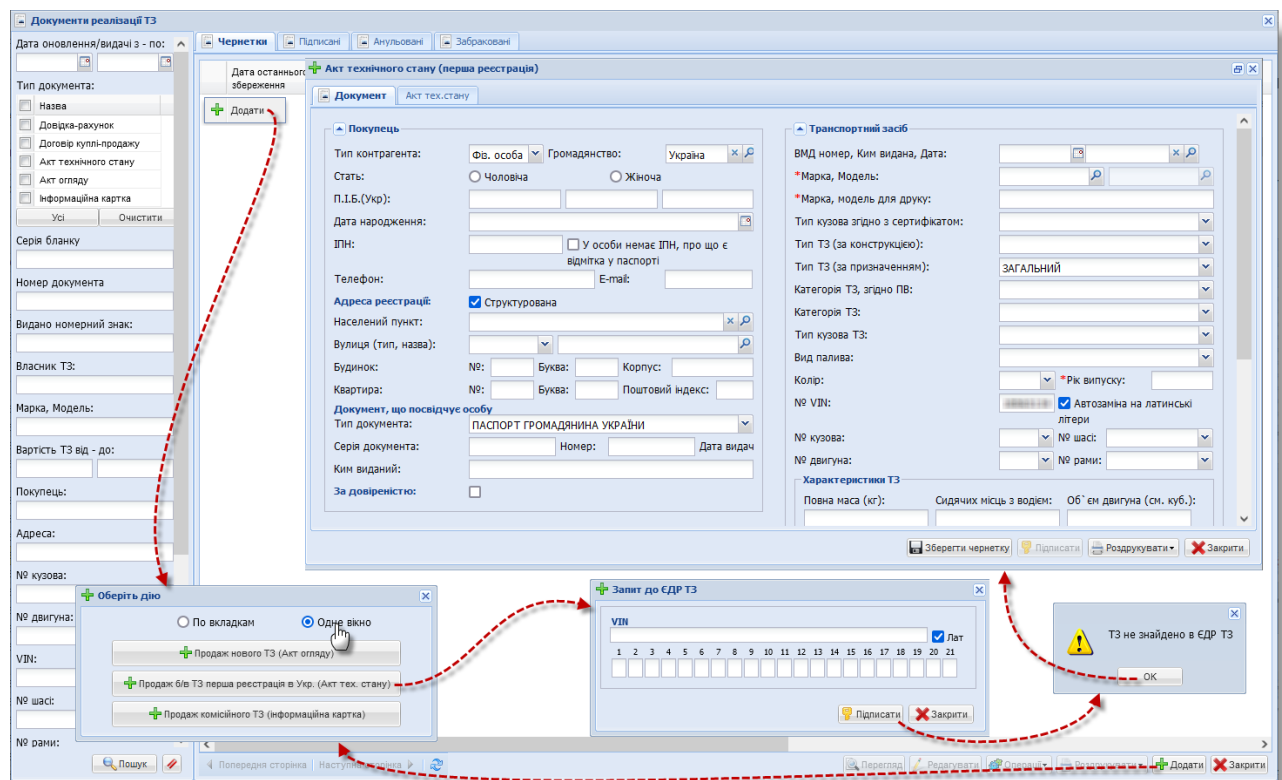 Документи реалізації ТЗ
Дата оновлення/видачі з - по:
Тип документа:
Назва
Довідка-рахунок
Договір куплі-продажу
Акт технічного стану
Акт огляду
Інформаційна картка
Усі Очистити
Серія бланку
Номер документа
Видано номерний знак:
Власник ТЗ:
Марка, Модель:
Вартість ТЗ від - до:
Покупець:
Адреса:
№ кузова:
№ двигуна:
VIN:
№ шасі:
№ рами:
Пошук
Чернетки Підписані Анульовані Забраковані
Дата останнього
збереження
Додати
Акт технічного стану (перша реєстрація)
Документ Акт тех.стану
Покупець
Тип контрагента: Фіз. особа Громадянство: Україна
Стать: Чоловіча Жіноча
П.І.Б.(Укр):
Дата народження:
ІПН: У особи немає ІПН, про що є
відмітка у паспорті
Телефон: E-mail:
Адреса реєстрації: Структурована
Населений пункт:
Вулиця (тип, назва):
Будинок: №: Буква: Корпус:
Квартира: №: Буква: Поштовий індекс:
Документ, що посвідчує особу
Тип документа: ПАСПОРТ ГРОМАДЯНИНА УКРАЇНИ
Серія документа: Номер: Дата видач
Ким виданий:
За довіреністю:
Транспортний засіб
ВМД номер, Ким видана, Дата:
*Марка, Модель:
*Марка, модель для друку:
Тип кузова згідно з сертифікатом:
Тип ТЗ (за конструкцією):
Тип ТЗ (за призначенням): ЗАГАЛЬНИЙ
Категорія ТЗ, згідно ПВ:
Категорія ТЗ:
Тип кузова ТЗ:
Вид палива:
Колір: *Рік випуску:
№ VIN: Автозаміна на латинські
літери
№ кузова: № шасі:
№ двигуна: № рами:
Характеристики ТЗ
Повна маса (кг): Сидячих місць з водієм: Об`єм двигуна (см. куб.):
Зберегти чернетку Підписати Роздрукувати Закрити
Оберіть дію
По вкладкам Одне вікно
Продаж нового ТЗ (Акт огляду)
Продаж б/в ТЗ перша реєстрація в Укр. (Акт тех. стану)
Продаж комісійного ТЗ (інформаційна картка)
Запит до ЄДР ТЗ
VIN
Лат
1 2 3 4 5 6 7 8 9 10 11 12 13 14 15 16 17 18 19 20 21
Підписати Закрити
ТЗ не знайдено в ЄДР ТЗ
OK
Попередня сторінка Наступна сторінка Перегляд Редагувати Операції Роздрукувати Додати Закрити